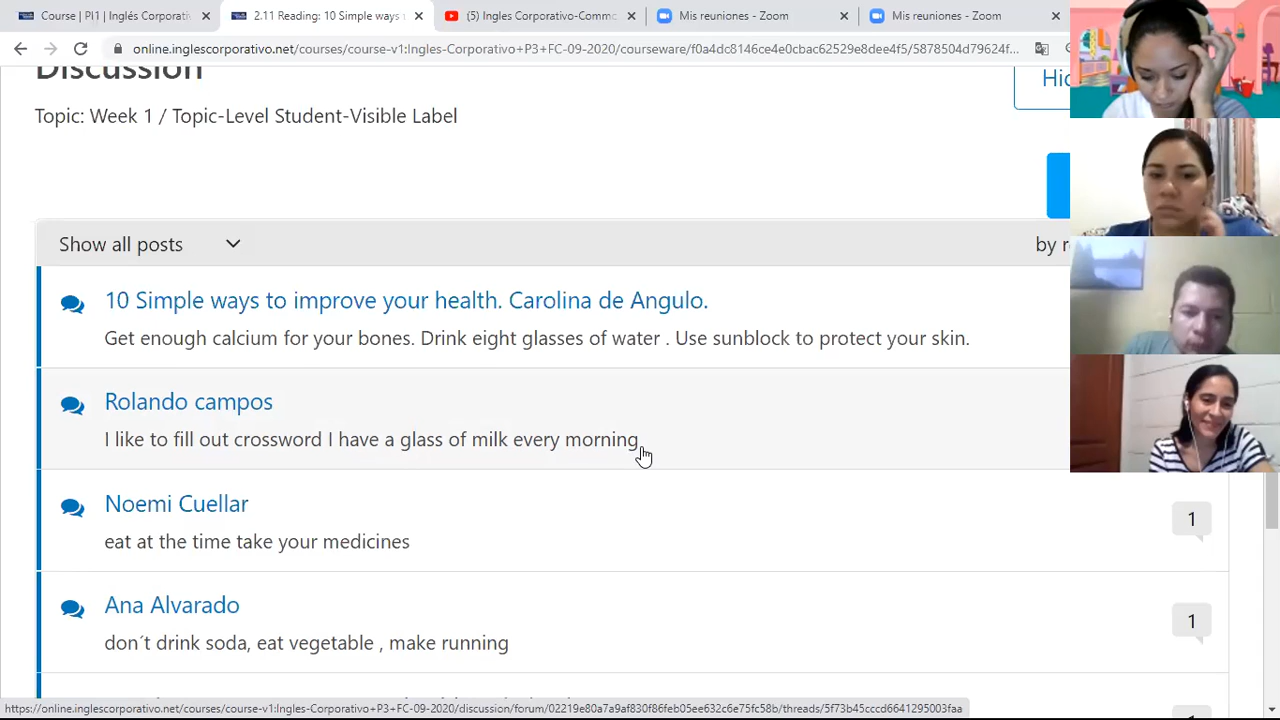 Course | Pi1 | Inglés Corporati
2.11 Reading: 10 Simple ways
(5) Ingles Corporativo-Commo
Mis reuniones - Zoom
Mis reuniones - Zoom
online.inglescorporativo.net/courses/course-v1:Ingles-Corporativo+P3+FC-09-2020/courseware/f0a4dc8146ce4e0cbac62529e8dee4f5/5878504d79624f...
Discussion
Hid
Topic: Week 1 / Topic-Level Student-Visible Label
Show all posts
by r
10 Simple ways to improve your health. Carolina de Angulo.
Get enough calcium for your bones. Drink eight glasses of water . Use sunblock to protect your skin.
Rolando campos
I like to fill out crossword I have a glass of milk every morning
Noemi Cuellar
1
eat at the time take your medicines
Ana Alvarado
1
don´t drink soda, eat vegetable , make running
https://online.inglescorporativo.net/courses/course-v1:Ingles-Corporativo+P3+FC-09-2020/discussion/forum/02219e80a7a9af830f86feb05ee632c6e75fc58b/threads/5f73b45cccd6641295003faa